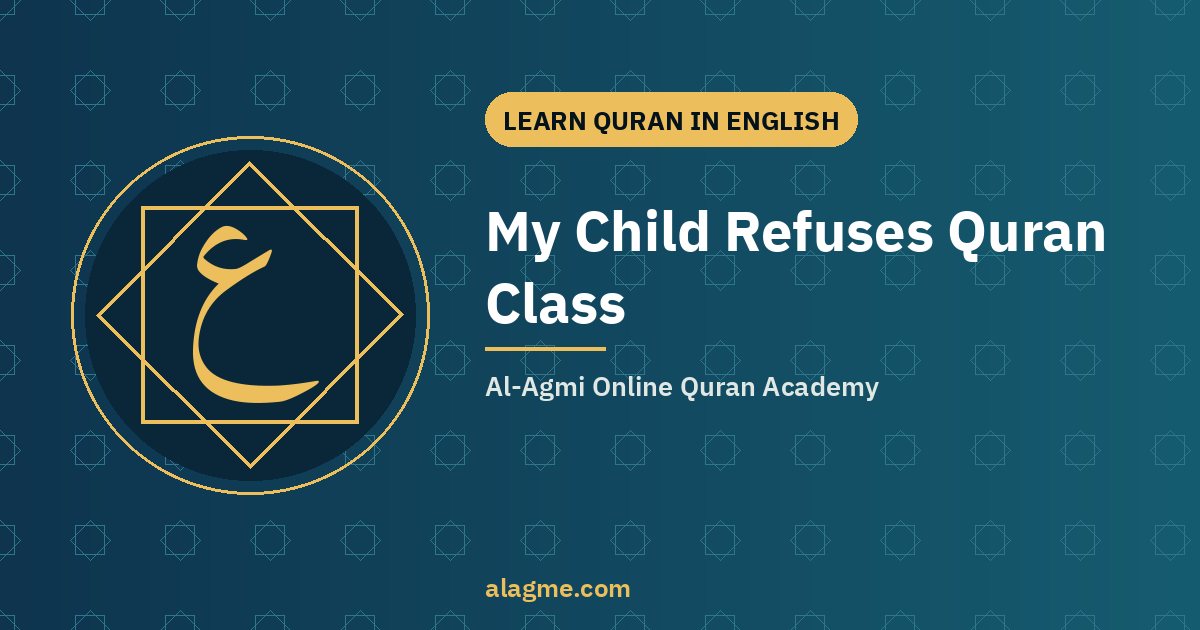 ع
LEARN QURAN IN ENGLISH
My Child Refuses Quran
Class
Al-Agmi Online Quran Academy
alagme.com